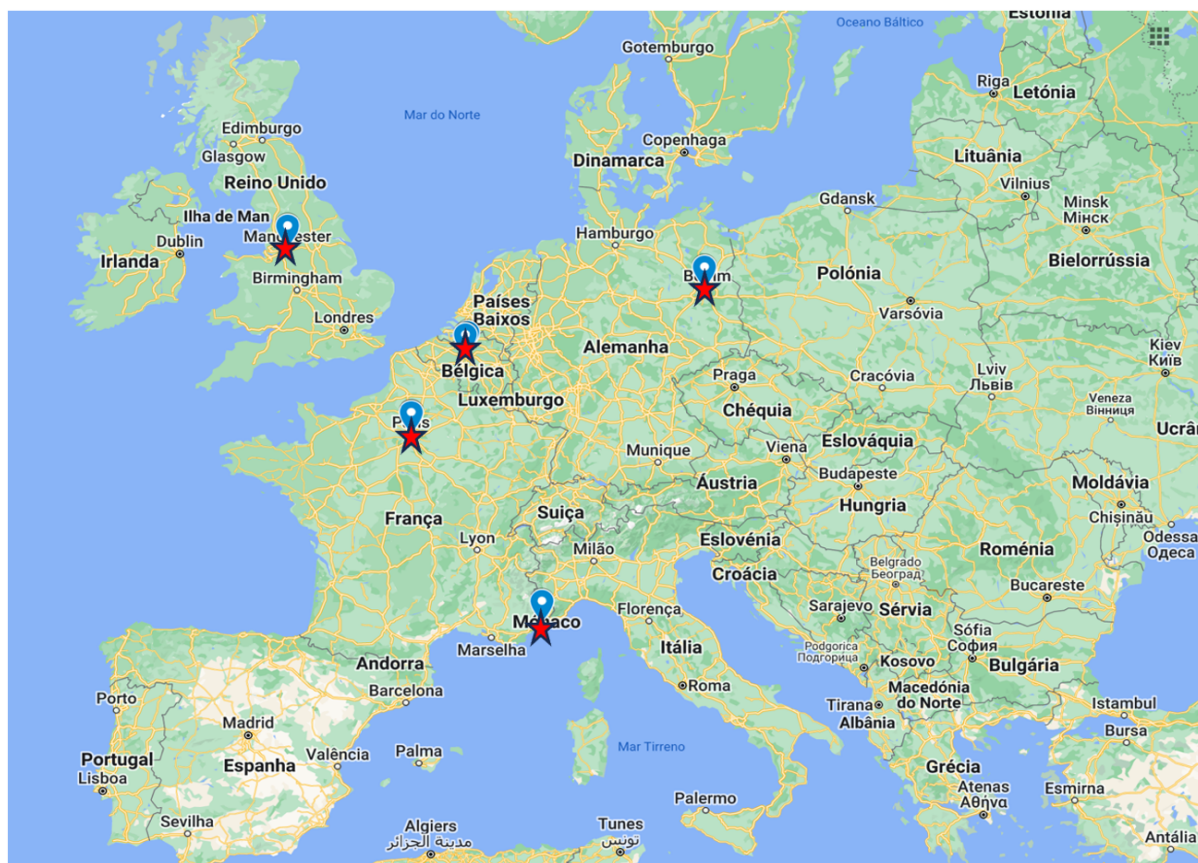 Estónia
Oceano Báltico
Gotemburgo
Riga
Letónia
Mar do Norte
Edimburgo
Glasgow
Copenhaga
Dinamarca
Lituânia
Reino Unido
Vilnius
Gdansk
Minsk
Мінск
Ilha de Man
Hamburgo
Dublin
Irlanda
Bielorrússia
Polónia
Birmingham
Países
Baixos
Varsóvia
Londres
Alemanha
Kiev
Київ
Bélgica
Praga
Cracóvia
Lviv
Львів
Luxemburgo
Veneza
Вінниця
Chéquia
Viena
Eslováquia
Munique
Budapeste
Áustria
Moldávia
Hungria
Suiça
França
Chișinău
Lyon
Eslovénia
Odessa
Одеса
Milão
Roménia
Croácia
Belgrado
Београд
Bucareste
Florença
Sarajevo
Sérvia
Mónaco
Marselha
Itália
Sófia
София
Podgorica
Подгорица
Kosovo
Bulgária
Andorra
Barcelona
Roma
Porto
Macedónia
do Norte
Tirana
Albânia
Istambul
Madrid
Bursa
Mar Tirreno
Palma
Valência
Portugal
Espanha
Grécia
Lisboa
Atenas
Αθήνα
Esmirna
Palermo
Sevilha
Algiers
مدينة الجزائر
Tunes
تونس
Antália